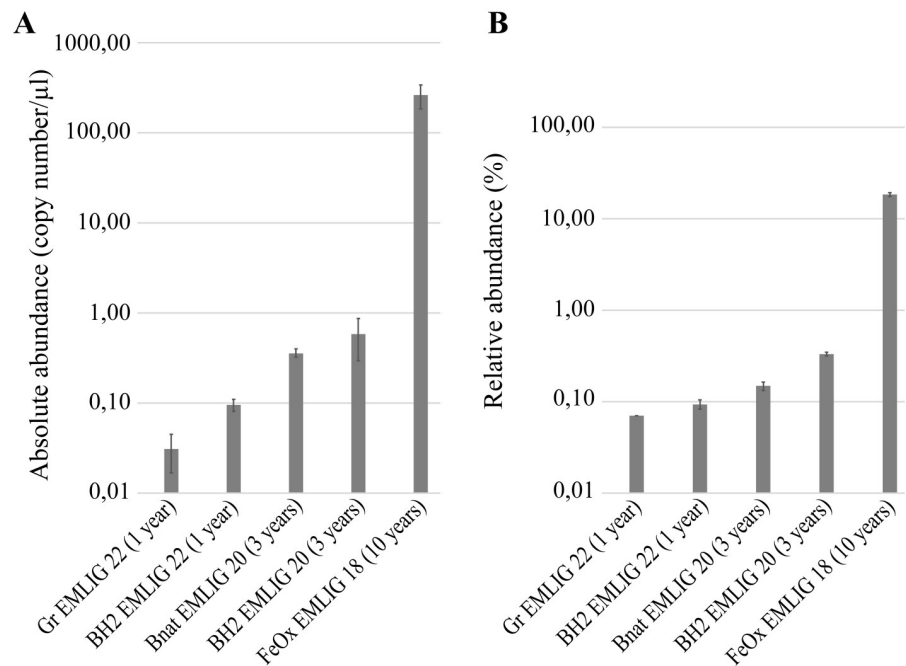 A
Absolute abundance (copy number/µl)
1000,00
100,00
10,00
1,00
0,10
0,01
Gr EMLIG 22 (1 year)
BH2 EMLIG 22 (1 year)
Bnat EMLIG 20 (3 years)
BH2 EMLIG 20 (3 years)
FeOx EMLIG 18 (10 years)
B
Relative abundance (%)
100,00
10,00
1,00
0,10
0,01
Gr EMLIG 22 (1 year)
BH2 EMLIG 22 (1 year)
Bnat EMLIG 20 (3 years)
BH2 EMLIG 20 (3 years)
FeOx EMLIG 18 (10 years)